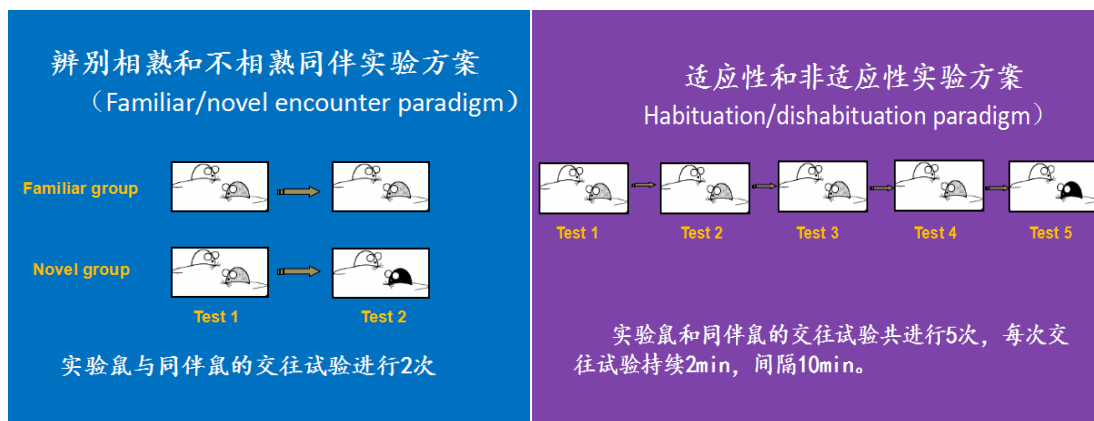 辨别相熟和不相熟同伴实验方案
（Familiar/novel encounter paradigm）
Familiar group
Novel group
Test 1
Test 2
实验鼠与同伴鼠的交往试验进行2次
适应性和非适应性实验方案
Habituation/dishabituation paradigm）
Test 1
Test 2
Test 3
Test 4
Test 5
实验鼠和同伴鼠的交往试验共进行5次，每次交
往试验持续2min，间隔10min。